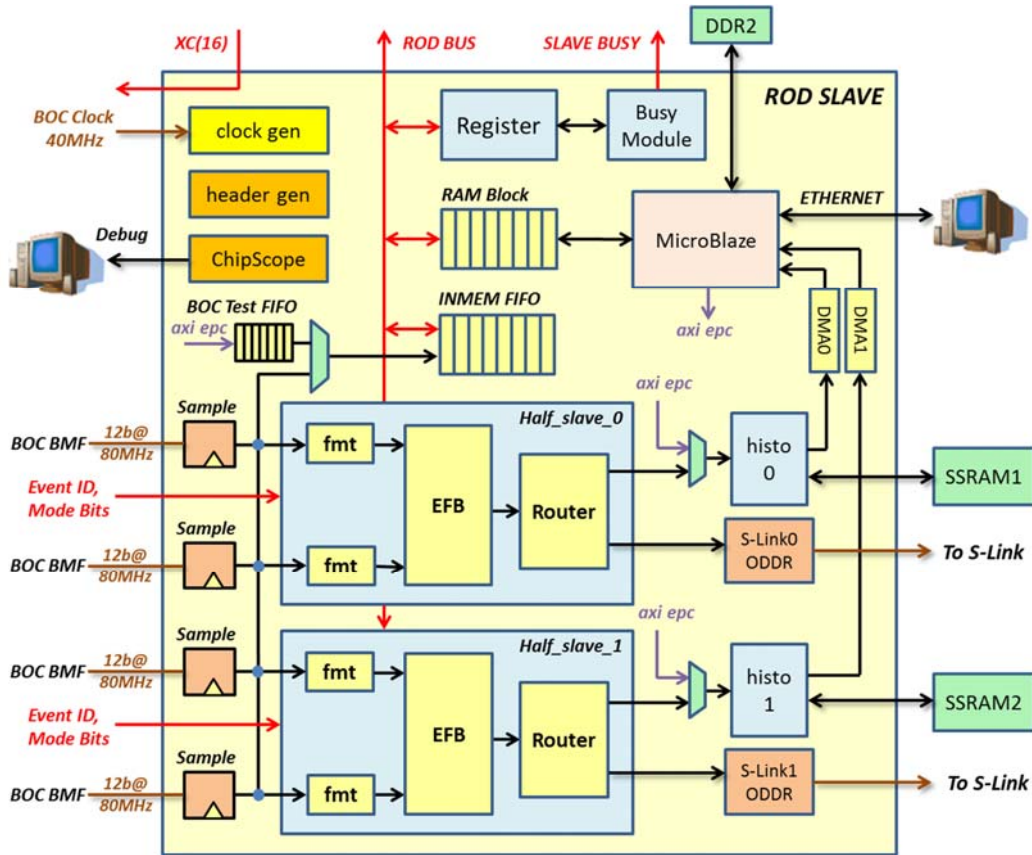 XC(16)
ROD BUS
SLAVE BUSY
DDR2
ROD SLAVE
BOC Clock
40MHz
clock gen
Register
Busy
Module
header gen
RAM Block
ETHERNET
MicroBlaze
Debug
ChipScope
BOC Test FIFO
INMEM FIFO
axi epc
axi epc
DMA0
DMA1
Sample
Half_slave_0
axi epc
BOC BMF
12b@
80MHz
fmt
histo
0
Event ID,
Mode Bits
EFB
Router
SSRAM1
Sample
BOC BMF
12b@
80MHz
fmt
S-Link0
ODDR
To S-Link
Sample
Half_slave_1
axi epc
BOC BMF
12b@
80MHz
fmt
histo
1
Event ID,
Mode Bits
EFB
Router
SSRAM2
Sample
BOC BMF
12b@
80MHz
fmt
S-Link1
ODDR
To S-Link